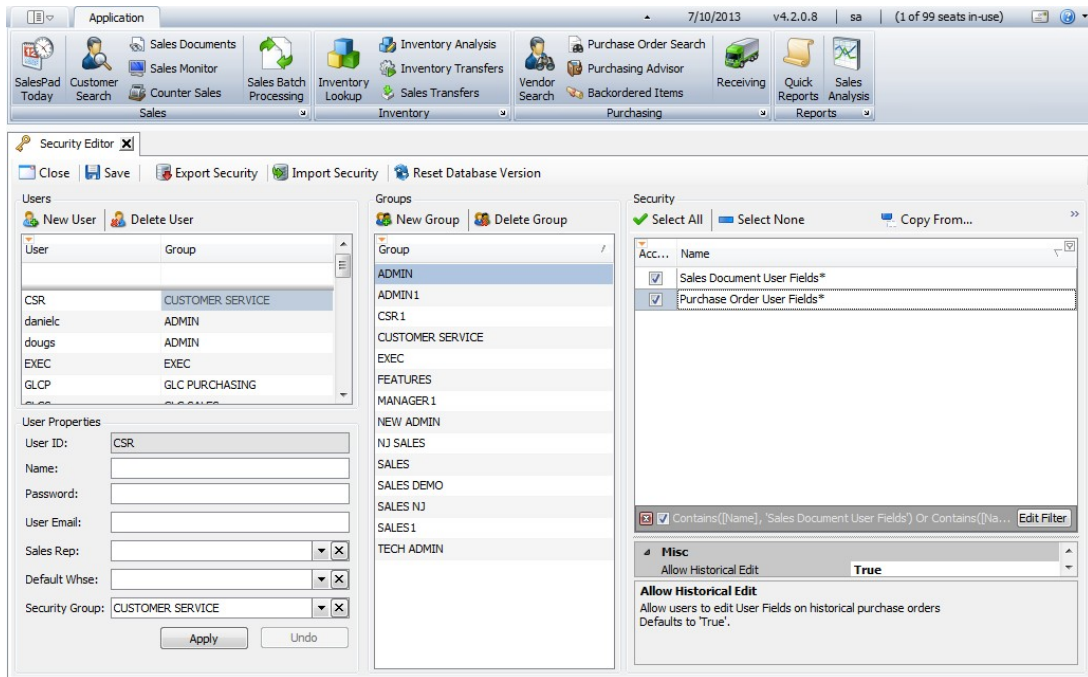 Application
7/10/2013 v4.2.0.8 sa (1 of 99 seats in-use)
SalesPad Today
Customer Search
Sales Documents
Sales Monitor
Counter Sales
Sales Batch Processing
Sales
Inventory Lookup
Inventory Analysis
Inventory Transfers
Sales Transfers
Inventory
Vendor Search
Purchase Order Search
Purchasing Advisor
Backordered Items
Receiving
Purchasing
Quick Reports
Sales Analysis
Reports
Security Editor
Close Save Export Security Import Security Reset Database Version
Users
New User Delete User
User Group
CSR CUSTOMER SERVICE
danielc ADMIN
dougs ADMIN
EXEC EXEC
GLCP GLC PURCHASING
User Properties
User ID: CSR
Name:
Password:
User Email:
Sales Rep:
Default Whse:
Security Group: CUSTOMER SERVICE
Apply Undo
Groups
New Group Delete Group
Group
ADMIN
ADMIN1
CSR1
CUSTOMER SERVICE
EXEC
FEATURES
MANAGER1
NEW ADMIN
NJ SALES
SALES
SALES DEMO
SALES NJ
SALES1
TECH ADMIN
Security
Select All Select None Copy From...
Acc... Name
Sales Document User Fields*
Purchase Order User Fields*
Contains([Name], 'Sales Document User Fields') Or Contains([Na... Edit Filter
Misc
Allow Historical Edit True
Allow Historical Edit
Allow users to edit User Fields on historical purchase orders
Defaults to 'True'.